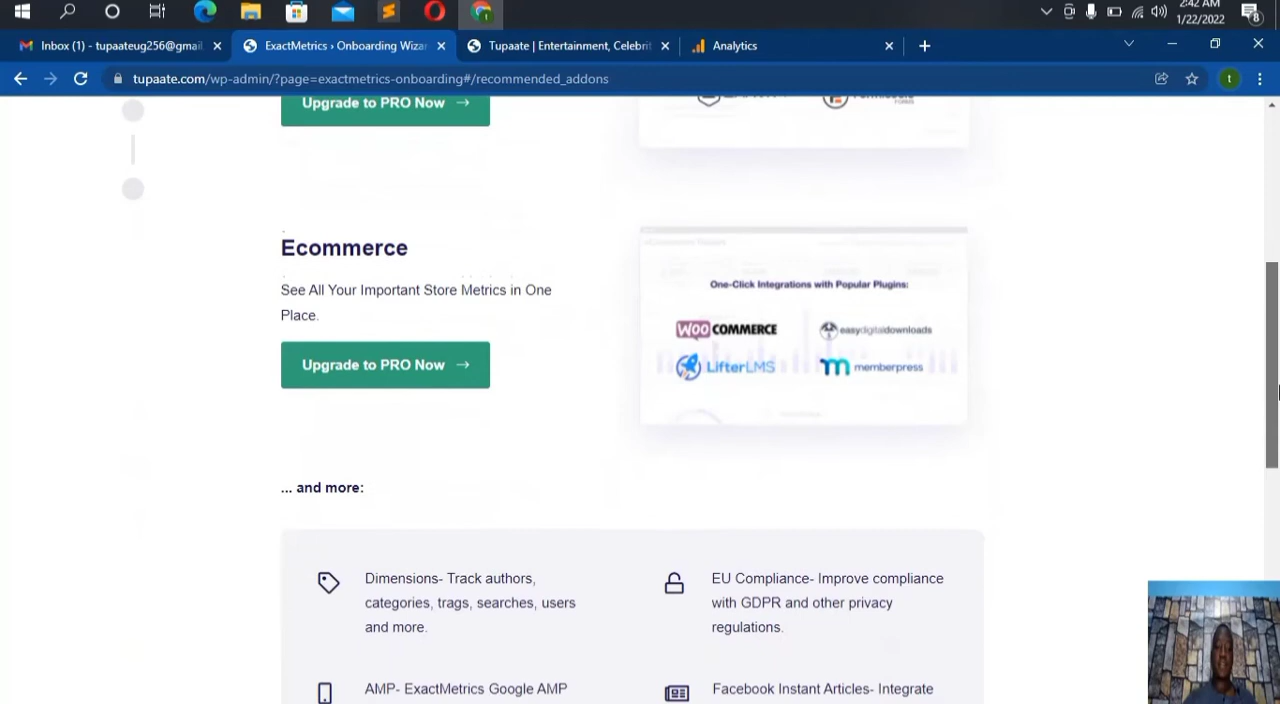 2:42 AM
1/22/2022
8
Inbox (1) - tupaateug256@gmail
ExactMetrics › Onboarding Wizar
Tupaate | Entertainment, Celebrit
Analytics
tupaate.com/wp-admin/?page=exactmetrics-onboarding#/recommended_addons
t
Upgrade to PRO Now →
Ecommerce
See All Your Important Store Metrics in One
Place.
Upgrade to PRO Now →
One-Click Integrations with Popular Plugins:
WOO COMMERCE
easydigitaldownloads
LifterLMS
memberpress
... and more:
Dimensions- Track authors,
categories, trags, searches, users
and more.
EU Compliance- Improve compliance
with GDPR and other privacy
regulations.
AMP- ExactMetrics Google AMP
Facebook Instant Articles- Integrate